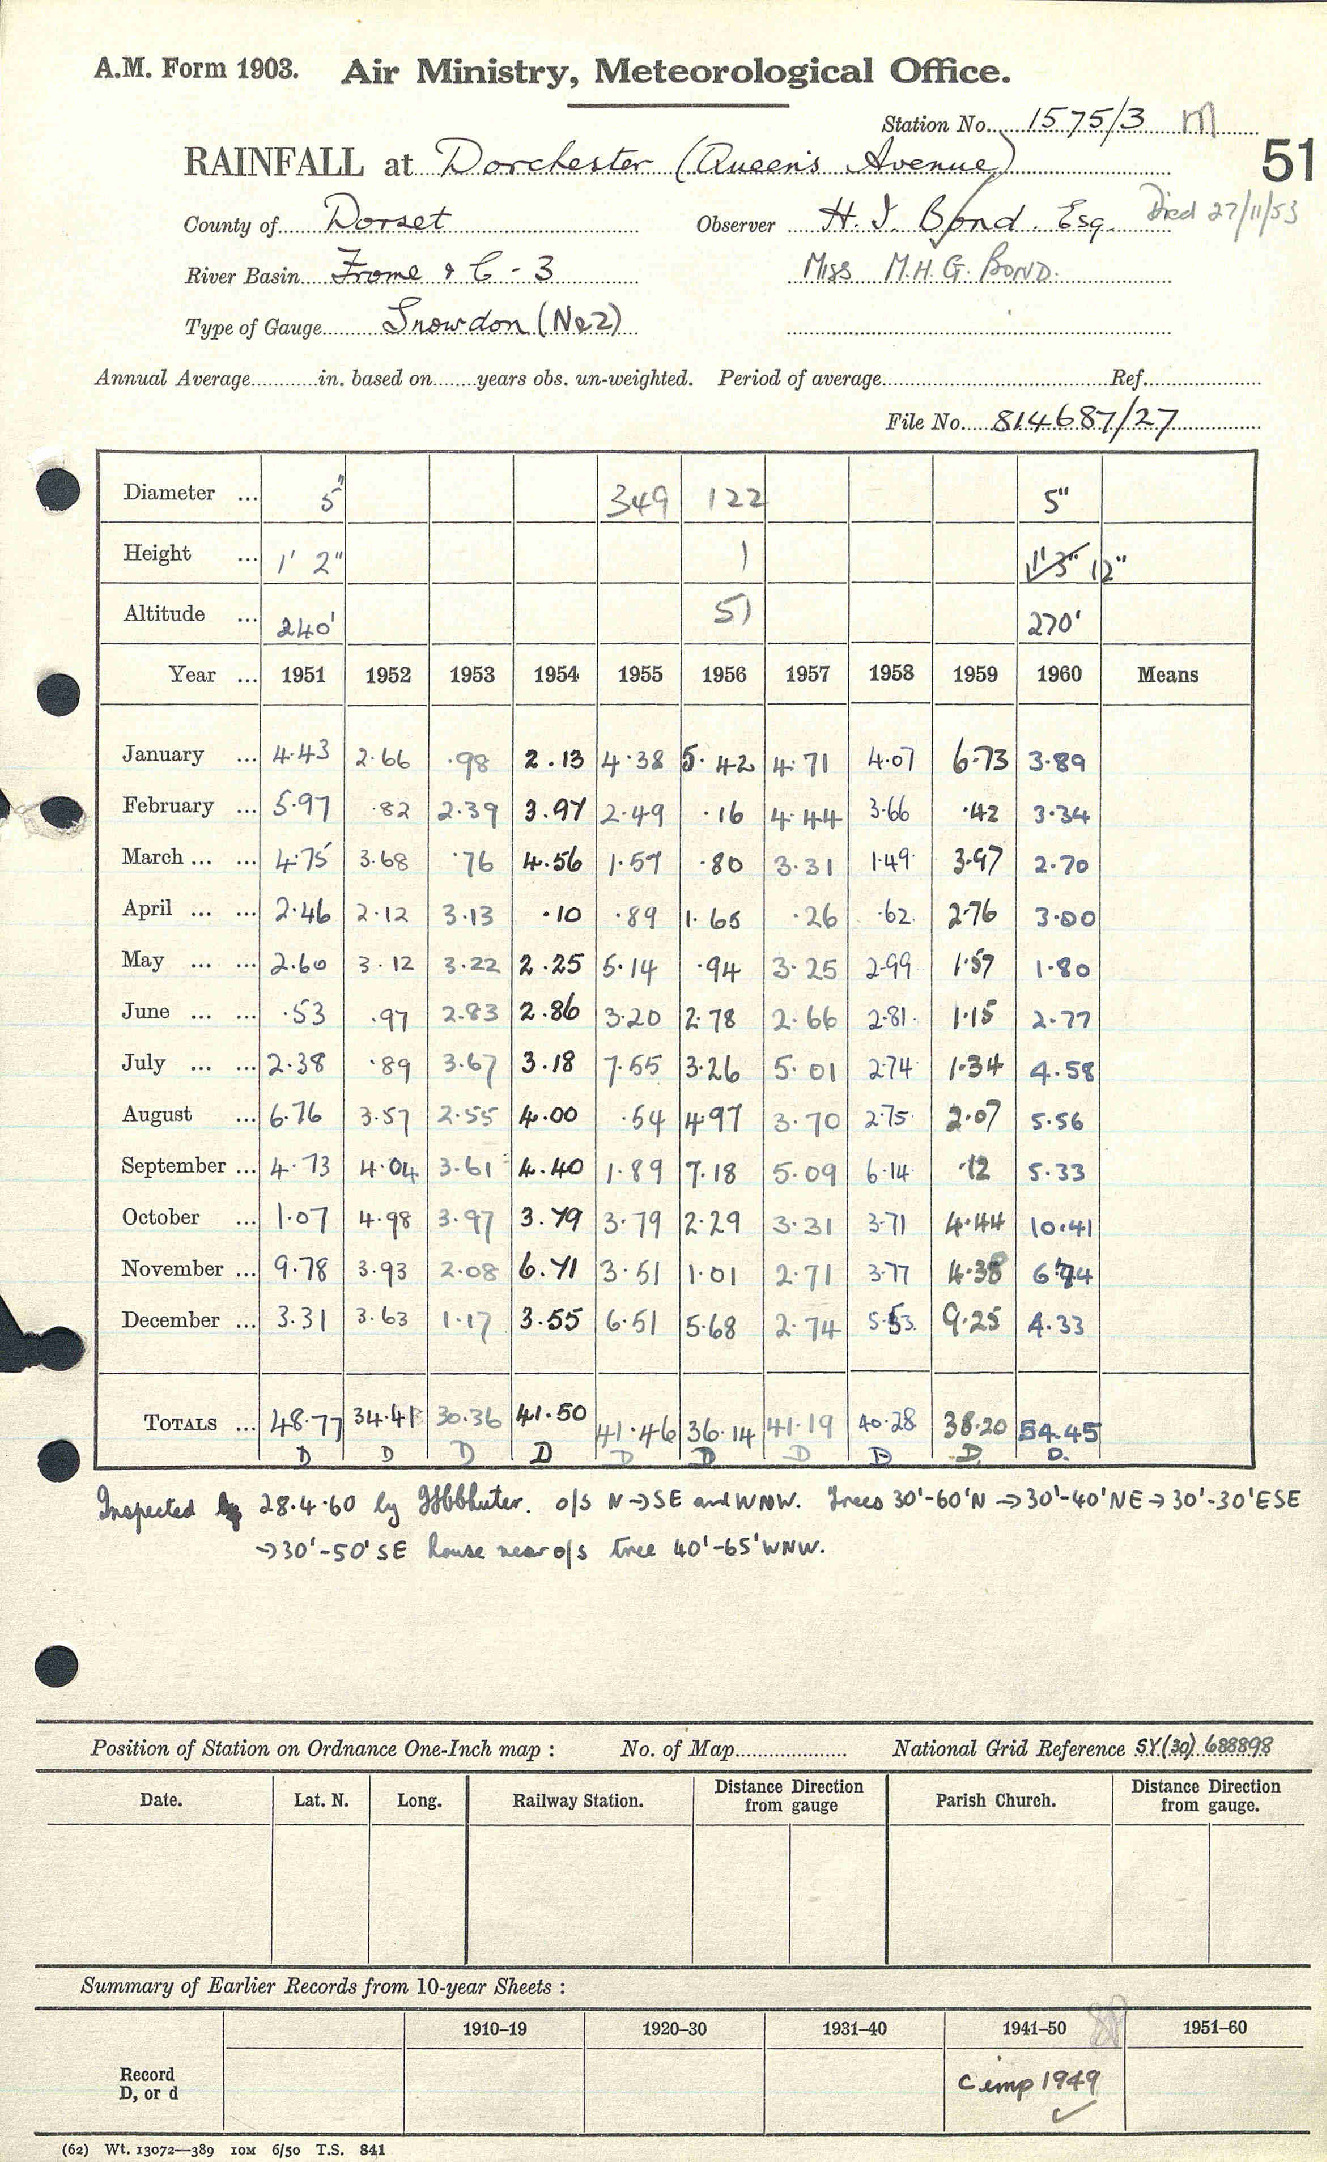 A.M. Form 1903. Air Ministry, Meteorological Office.
Station No. 1575/3 m
51
RAINFALL at Dorchester (Queen's Avenue)
County of Dorset Observer H. J. Bond. Esq. Died 27/11/53
River Basin Frome & C - 3 Miss M.H.G. BOND.
Type of Gauge Snowdon (No2)
Annual Average in. based on years obs. un-weighted. Period of average Ref.
File No. 814687/27
Diameter ... 5" 349 122 5"
Height ... 1' 2" 1 1'3" 12"
Altitude ... 240' 51 270'
Year ... 1951 1952 1953 1954 1955 1956 1957 1958 1959 1960 Means
January ... 4.43 2.66 .98 2.13 4.38 5.42 4.71 4.07 6.73 3.89
February ... 5.97 .82 2.39 3.97 2.49 .16 4.44 3.66 .42 3.34
March ... ... 4.75 3.68 .76 4.56 1.57 .80 3.31 1.49 3.97 2.70
April ... ... 2.46 2.12 3.13 .10 .89 1.65 .26 .62 2.76 3.00
May ... ... 2.60 3.12 3.22 2.25 5.14 .94 3.25 2.99 1.57 1.80
June ... ... .53 .97 2.83 2.86 3.20 2.78 2.66 2.81 1.15 2.77
July ... ... 2.38 .89 3.67 3.18 7.55 3.26 5.01 2.74 1.34 4.58
August ... 6.76 3.57 2.55 4.00 .54 4.97 3.70 2.75 2.07 5.56
September ... 4.73 4.04 3.61 4.40 1.89 7.18 5.09 6.14 .12 5.33
October ... 1.07 4.98 3.97 3.79 3.79 2.29 3.31 3.71 4.44 10.41
November ... 9.78 3.93 2.08 6.71 3.51 1.01 2.71 3.77 4.38 6.74
December ... 3.31 3.63 1.17 3.55 6.51 5.68 2.74 5.53 9.25 4.33
TOTALS ... 48.77 34.41 30.36 41.50 41.46 36.14 41.19 40.28 38.20 54.45
D D D D D D D D D D.
Inspected by 28.4.60 by o/s N→SE and WNW. Trees 30'-60'N →30'-40'NE→30'-30'ESE
→30'-50'SE house near o/s tree 40'-65'WNW.
Position of Station on Ordnance One-Inch map : No. of Map National Grid Reference SY(30) 688898
Date. Lat. N. Long. Railway Station. Distance Direction from gauge Parish Church. Distance Direction from gauge.
Summary of Earlier Records from 10-year Sheets :
1910–19 1920–30 1931–40 1941–50 1951–60
Record
D, or d
C imp 1949
(62) Wt. 13072—389 10M 6/50 T.S. 841